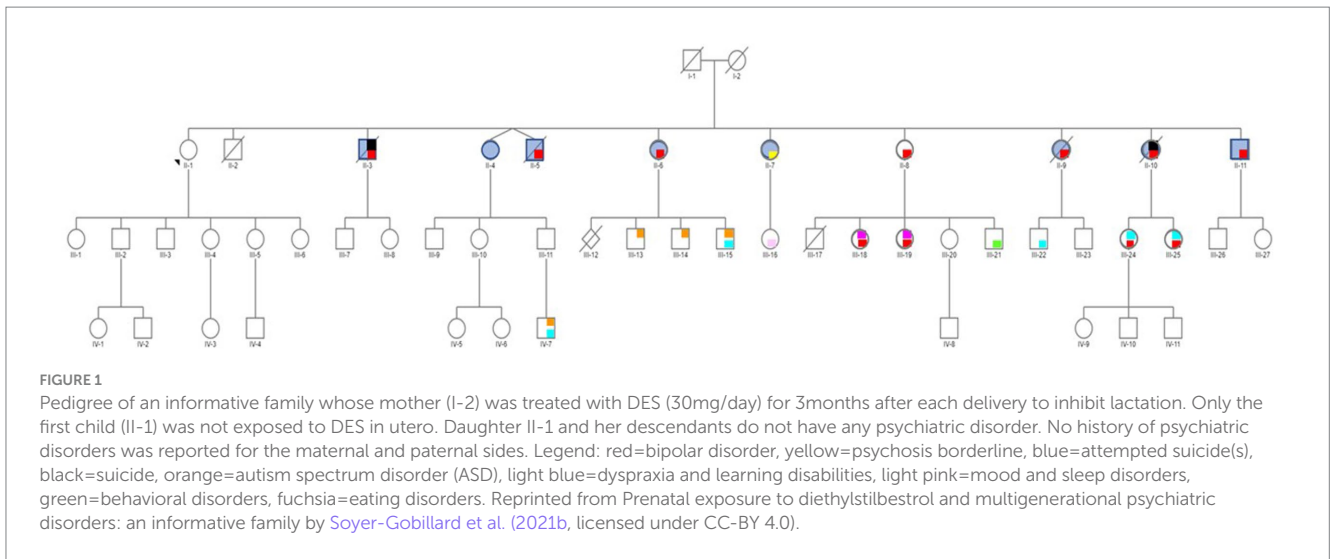 I-1 I-2
II-1 II-2 II-3 II-4 II-5 II-6 II-7 II-8 II-9 II-10 II-11
III-1 III-2 III-3 III-4 III-5 III-6 III-7 III-8 III-9 III-10 III-11 III-12 III-13 III-14 III-15 III-16 III-17 III-18 III-19 III-20 III-21 III-22 III-23 III-24 III-25 III-26 III-27
IV-1 IV-2 IV-3 IV-4 IV-5 IV-6 IV-7 IV-8 IV-9 IV-10 IV-11
FIGURE 1
Pedigree of an informative family whose mother (I-2) was treated with DES (30mg/day) for 3months after each delivery to inhibit lactation. Only the
first child (II-1) was not exposed to DES in utero. Daughter II-1 and her descendants do not have any psychiatric disorder. No history of psychiatric
disorders was reported for the maternal and paternal sides. Legend: red=bipolar disorder, yellow=psychosis borderline, blue=attempted suicide(s),
black=suicide, orange=autism spectrum disorder (ASD), light blue=dyspraxia and learning disabilities, light pink=mood and sleep disorders,
green=behavioral disorders, fuchsia=eating disorders. Reprinted from Prenatal exposure to diethylstilbestrol and multigenerational psychiatric
disorders: an informative family by Soyer-Gobillard et al. (2021b, licensed under CC-BY 4.0).